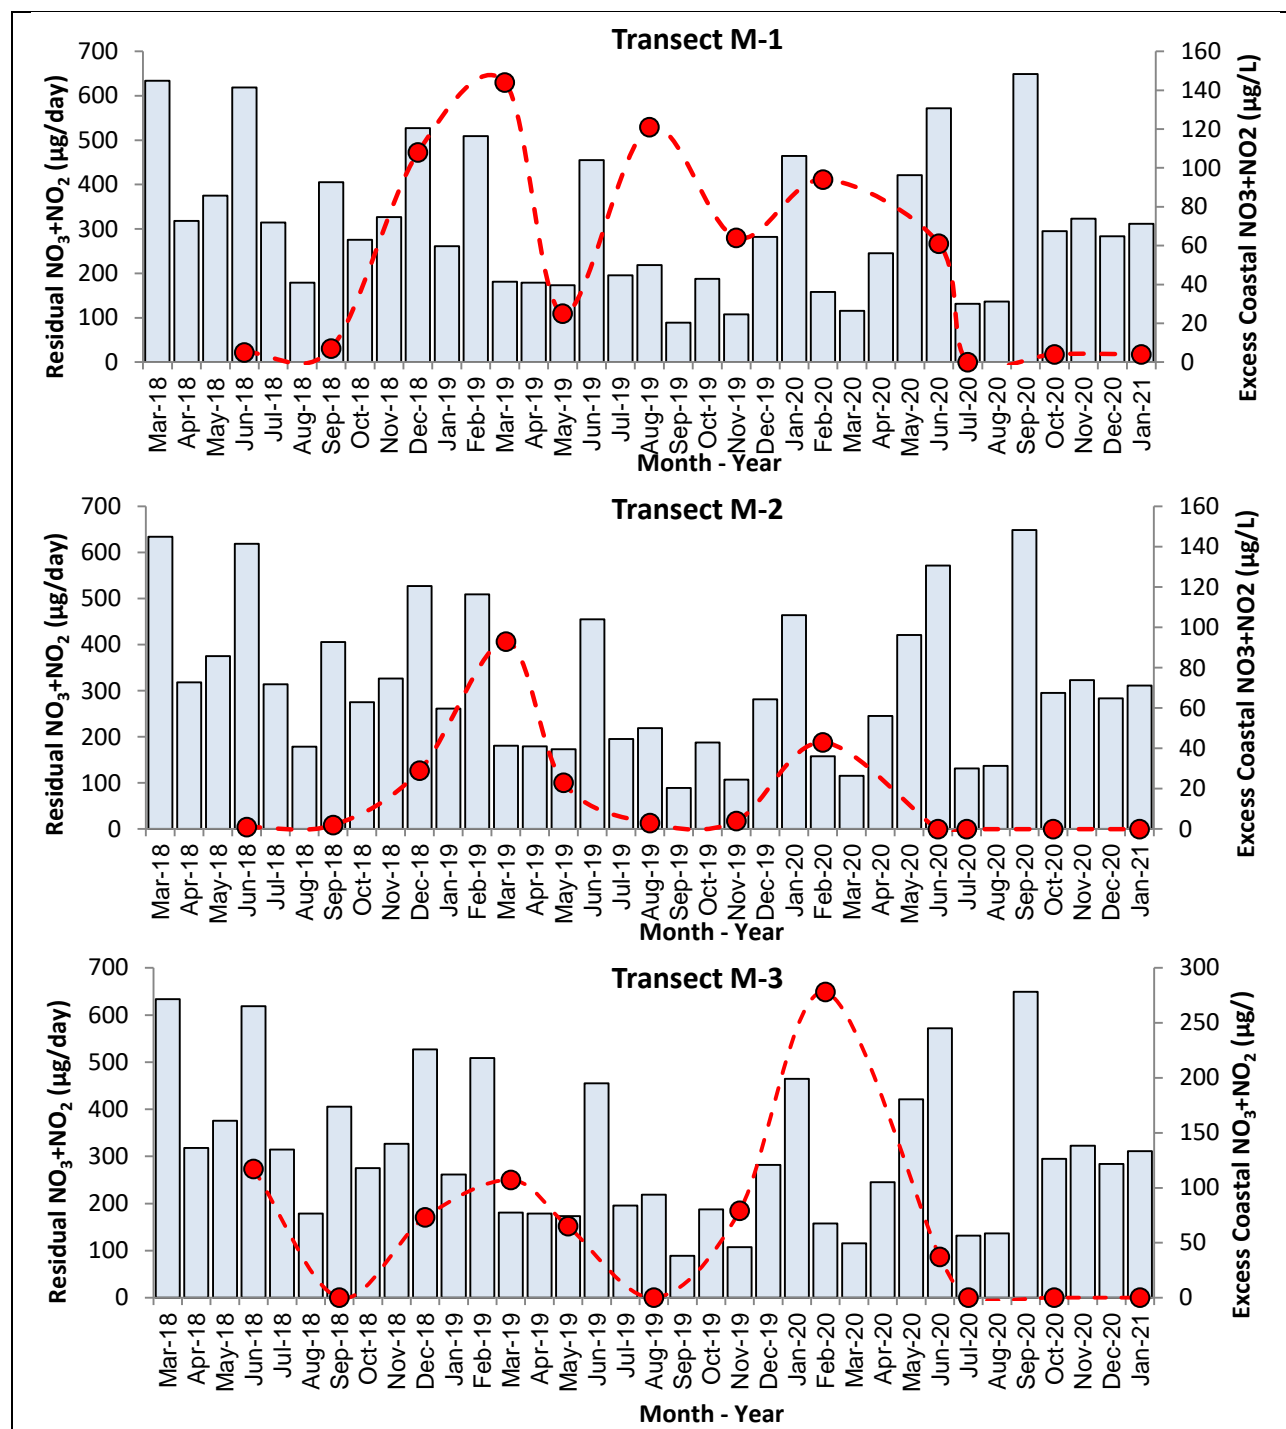 Transect M-1
Residual NO₃+NO₂ (µg/day)
700
600
500
400
300
200
100
0
160
140
120
100
80
60
40
20
0
Excess Coastal NO3+NO2 (µg/L)
Mar-18
Apr-18
May-18
Jun-18
Jul-18
Aug-18
Sep-18
Oct-18
Nov-18
Dec-18
Jan-19
Feb-19
Mar-19
Apr-19
May-19
Jun-19
Jul-19
Aug-19
Sep-19
Oct-19
Nov-19
Dec-19
Jan-20
Feb-20
Mar-20
Apr-20
May-20
Jun-20
Jul-20
Aug-20
Sep-20
Oct-20
Nov-20
Dec-20
Jan-21
Month - Year
Transect M-2
Residual NO₃+NO₂ (µg/day)
700
600
500
400
300
200
100
0
160
140
120
100
80
60
40
20
0
Excess Coastal NO3+NO2 (µg/L)
Mar-18
Apr-18
May-18
Jun-18
Jul-18
Aug-18
Sep-18
Oct-18
Nov-18
Dec-18
Jan-19
Feb-19
Mar-19
Apr-19
May-19
Jun-19
Jul-19
Aug-19
Sep-19
Oct-19
Nov-19
Dec-19
Jan-20
Feb-20
Mar-20
Apr-20
May-20
Jun-20
Jul-20
Aug-20
Sep-20
Oct-20
Nov-20
Dec-20
Jan-21
Month - Year
Transect M-3
Residual NO₃+NO₂ (µg/day)
700
600
500
400
300
200
100
0
300
250
200
150
100
50
0
Excess Coastal NO₃+NO₂ (µg/)
Mar-18
Apr-18
May-18
Jun-18
Jul-18
Aug-18
Sep-18
Oct-18
Nov-18
Dec-18
Jan-19
Feb-19
Mar-19
Apr-19
May-19
Jun-19
Jul-19
Aug-19
Sep-19
Oct-19
Nov-19
Dec-19
Jan-20
Feb-20
Mar-20
Apr-20
May-20
Jun-20
Jul-20
Aug-20
Sep-20
Oct-20
Nov-20
Dec-20
Jan-21
Month - Year